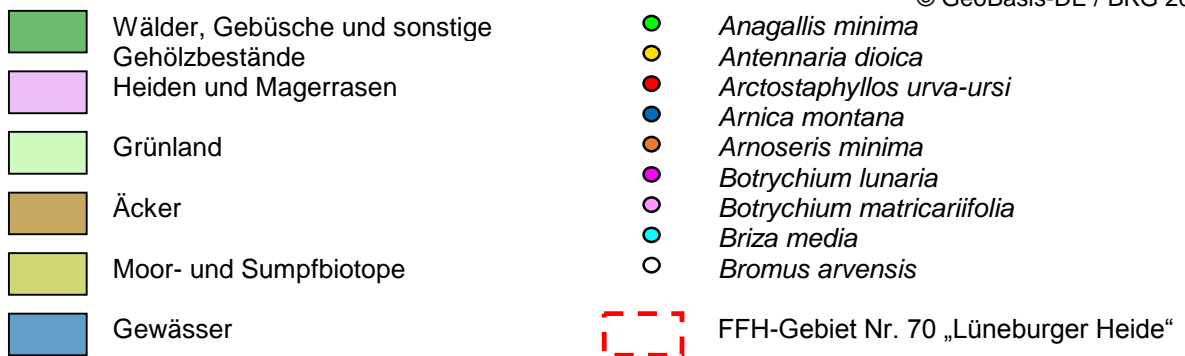 © GeoBasis-DE / BKG 20
Wälder, Gebüsche und sonstige
Gehölzbestände
Heiden und Magerrasen
Grünland
Äcker
Moor- und Sumpfbiotope
Gewässer
Anagallis minima
Antennaria dioica
Arctostaphyllos urva-ursi
Arnica montana
Arnoseris minima
Botrychium lunaria
Botrychium matricariifolia
Briza media
Bromus arvensis
FFH-Gebiet Nr. 70 „Lüneburger Heide“